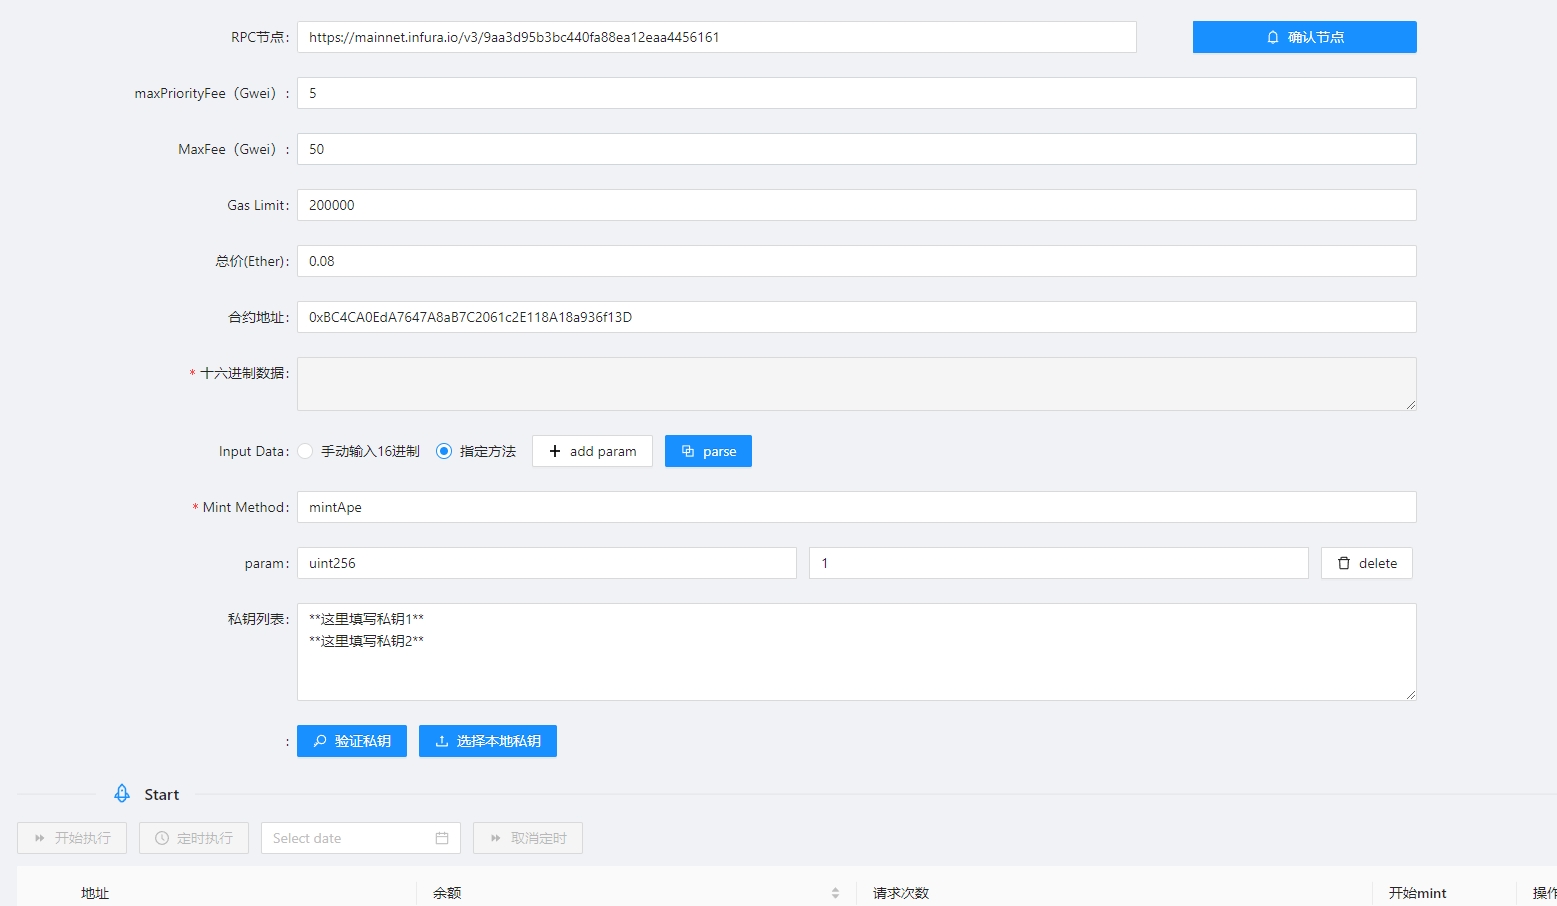 RPC节点: https://mainnet.infura.io/v3/9aa3d95b3bc440fa88ea12eaa4456161 确认节点
maxPriorityFee（Gwei）: 5
MaxFee（Gwei）: 50
Gas Limit: 200000
总价(Ether): 0.08
合约地址: 0xBC4CA0EdA7647A8aB7C2061c2E118A18a936f13D
* 十六进制数据:
Input Data: 手动输入16进制 指定方法 + add param parse
* Mint Method: mintApe
param: uint256 1 delete
私钥列表: **这里填写私钥1**
**这里填写私钥2**
: 验证私钥 选择本地私钥
Start
开始执行 定时执行 Select date 取消定时
地址 余额 请求次数 开始mint 操作